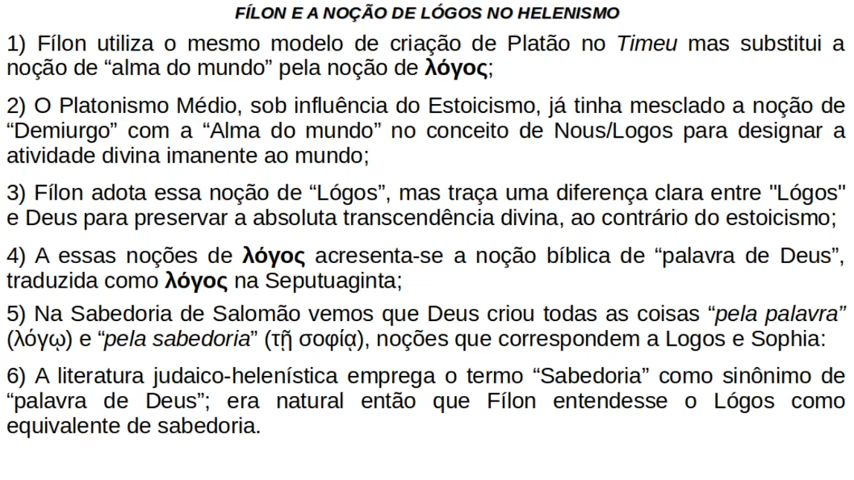 FÍLON E A NOÇÃO DE LÓGOS NO HELENISMO
1) Fílon utiliza o mesmo modelo de criação de Platão no Timeu mas substitui a
noção de “alma do mundo” pela noção de λόγος;
2) O Platonismo Médio, sob influência do Estoicismo, já tinha mesclado a noção de
“Demiurgo” com a “Alma do mundo” no conceito de Nous/Logos para designar a
atividade divina imanente ao mundo;
3) Fílon adota essa noção de “Lógos”, mas traça uma diferença clara entre "Lógos"
e Deus para preservar a absoluta transcendência divina, ao contrário do estoicismo;
4) A essas noções de λόγος acresenta-se a noção bíblica de “palavra de Deus”,
traduzida como λόγος na Seputuaginta;
5) Na Sabedoria de Salomão vemos que Deus criou todas as coisas “pela palavra”
(λόγῳ) e “pela sabedoria” (τῇ σοφίᾳ), noções que correspondem a Logos e Sophia:
6) A literatura judaico-helenística emprega o termo “Sabedoria” como sinônimo de
“palavra de Deus”; era natural então que Fílon entendesse o Lógos como
equivalente de sabedoria.